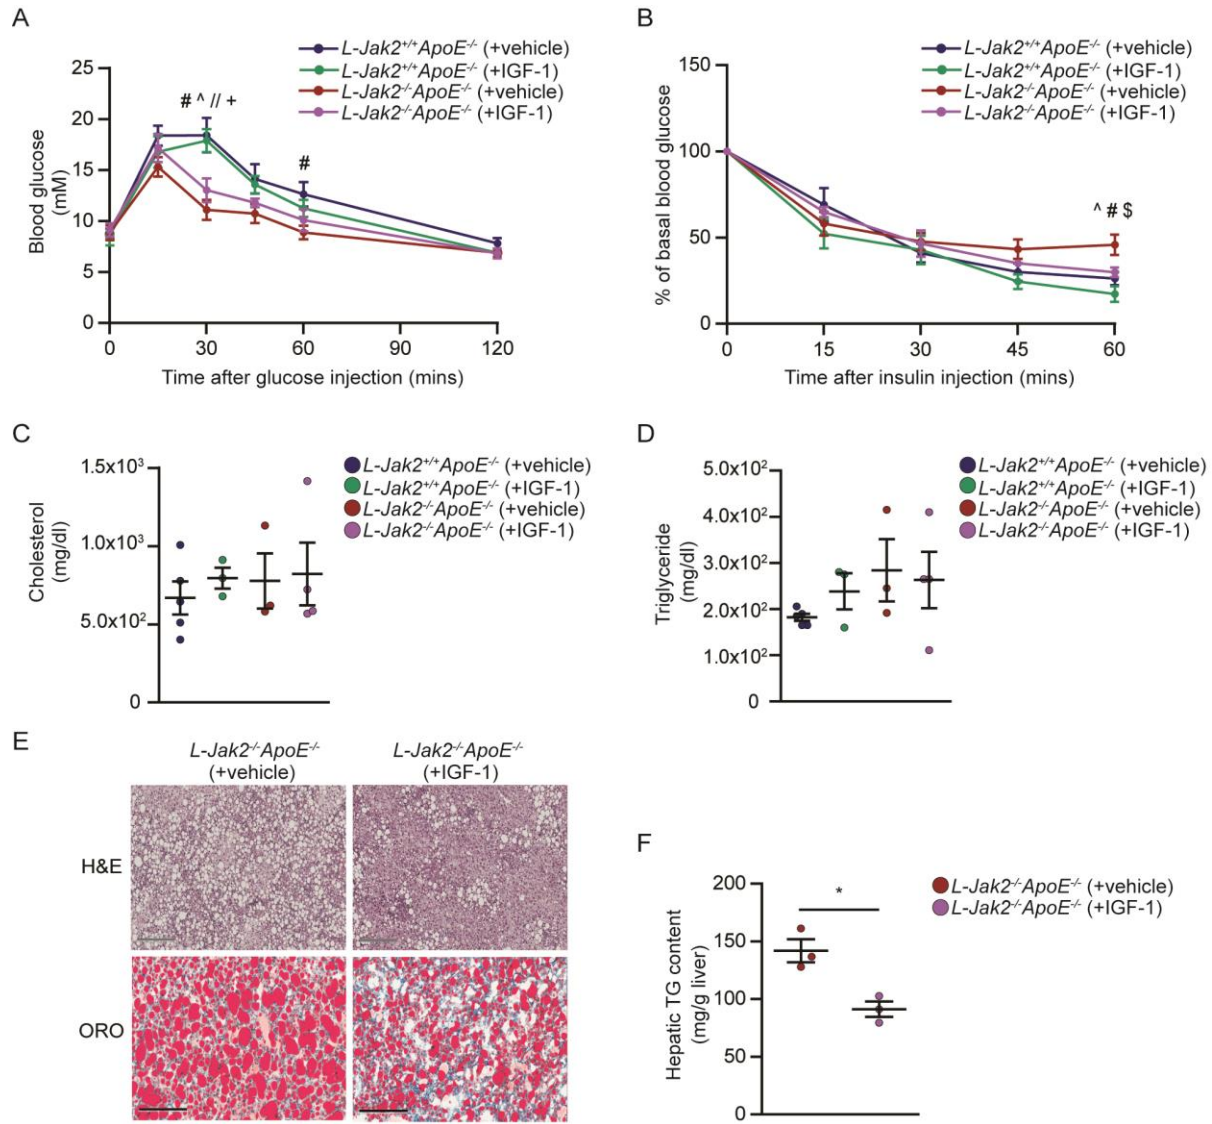 A
L-Jak2+/+ApoE-/- (+vehicle)
L-Jak2+/+ApoE-/- (+IGF-1)
L-Jak2-/-ApoE-/- (+vehicle)
L-Jak2-/-ApoE-/- (+IGF-1)
25
20
15
10
5
0
# ^ // +
#
Blood glucose
(mM)
0
30
60
90
120
Time after glucose injection (mins)
B
L-Jak2+/+ApoE-/- (+vehicle)
L-Jak2+/+ApoE-/- (+IGF-1)
L-Jak2-/-ApoE-/- (+vehicle)
L-Jak2-/-ApoE-/- (+IGF-1)
150
100
50
0
^ # $
% of basal blood glucose
0
15
30
45
60
Time after insulin injection (mins)
C
L-Jak2+/+ApoE-/- (+vehicle)
L-Jak2+/+ApoE-/- (+IGF-1)
L-Jak2-/-ApoE-/- (+vehicle)
L-Jak2-/-ApoE-/- (+IGF-1)
1.5x10³
1.0x10³
5.0x10²
0
Cholesterol
(mg/dl)
D
L-Jak2+/+ApoE-/- (+vehicle)
L-Jak2+/+ApoE-/- (+IGF-1)
L-Jak2-/-ApoE-/- (+vehicle)
L-Jak2-/-ApoE-/- (+IGF-1)
5.0x10²
4.0x10²
3.0x10²
2.0x10²
1.0x10²
0
Triglyceride
(mg/dl)
E
L-Jak2-/-ApoE-/-
(+vehicle)
L-Jak2-/-ApoE-/-
(+IGF-1)
H&E
ORO
F
L-Jak2-/-ApoE-/- (+vehicle)
L-Jak2-/-ApoE-/- (+IGF-1)
200
150
100
50
0
*
Hepatic TG content
(mg/g liver)